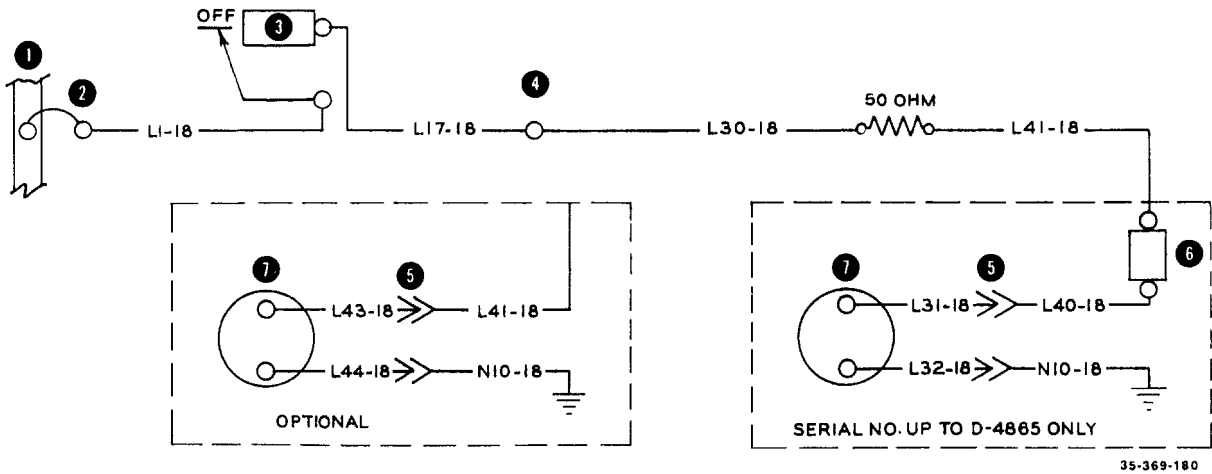 OFF
3
1
2
4
50 OHM
L1-18
L17-18
L30-18
L41-18
7
5
L43-18
L41-18
L44-18
N10-18
OPTIONAL
6
7
5
L31-18
L40-18
L32-18
N10-18
SERIAL NO. UP TO D-4865 ONLY
35-369-180